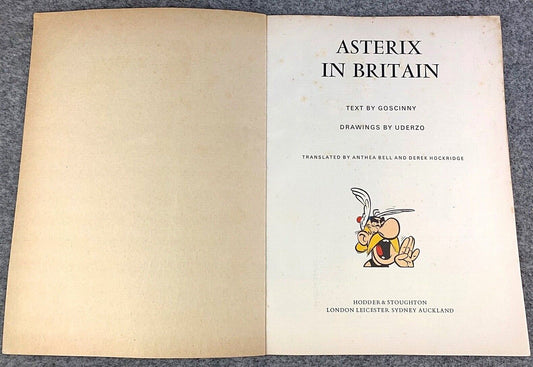 ASTERIX
IN BRITAIN
TEXT BY GOSCINNY
DRAWINGS BY UDERZO
TRANSLATED BY ANTHEA BELL AND DEREK HOCKRIDGE
HODDER & STOUGHTON
LONDON LEICESTER SYDNEY AUCKLAND